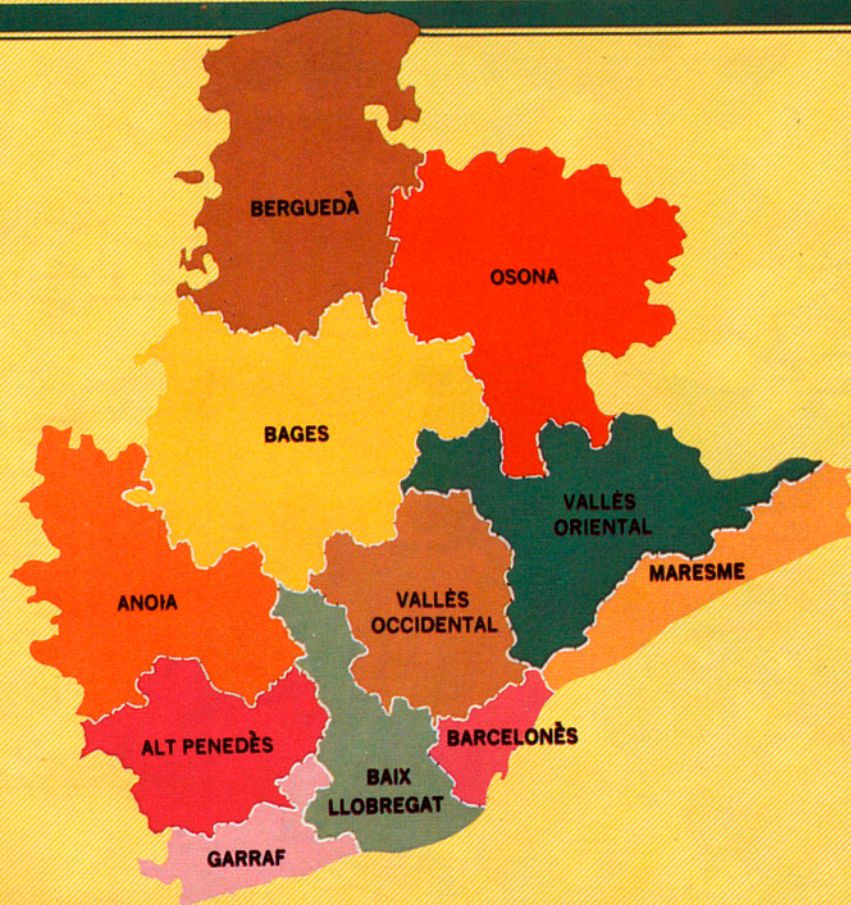 BERGUEDÀ
OSONA
BAGES
VALLÈS
ORIENTAL
MARESME
ANOIA
VALLÈS
OCCIDENTAL
ALT PENEDÈS
BARCELONÈS
BAIX
LLOBREGAT
GARRAF